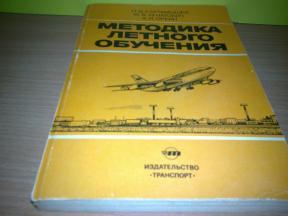 МЕТОДИКА
ЛЕТНОГО
ОБУЧЕНИЯ
ИЗДАТЕЛЬСТВО
«ТРАНСПОРТ»